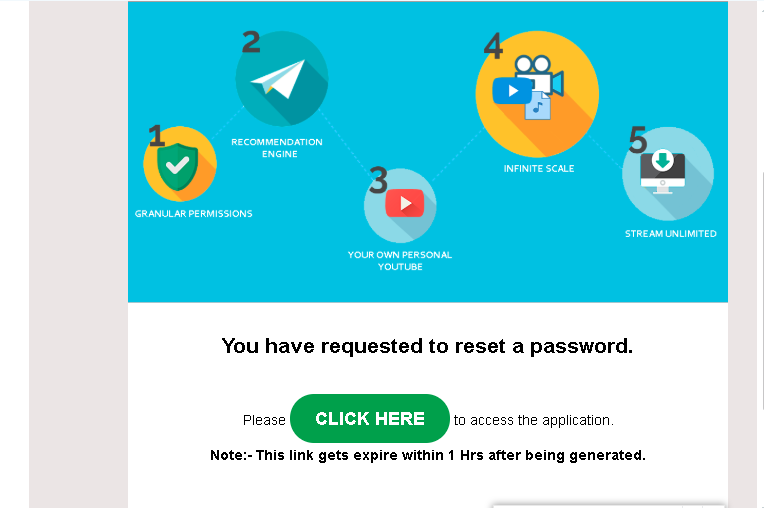 1
GRANULAR PERMISSIONS
2
RECOMMENDATION
ENGINE
3
YOUR OWN PERSONAL
YOUTUBE
4
INFINITE SCALE
5
STREAM UNLIMITED
You have requested to reset a password.
Please CLICK HERE to access the application.
Note:- This link gets expire within 1 Hrs after being generated.